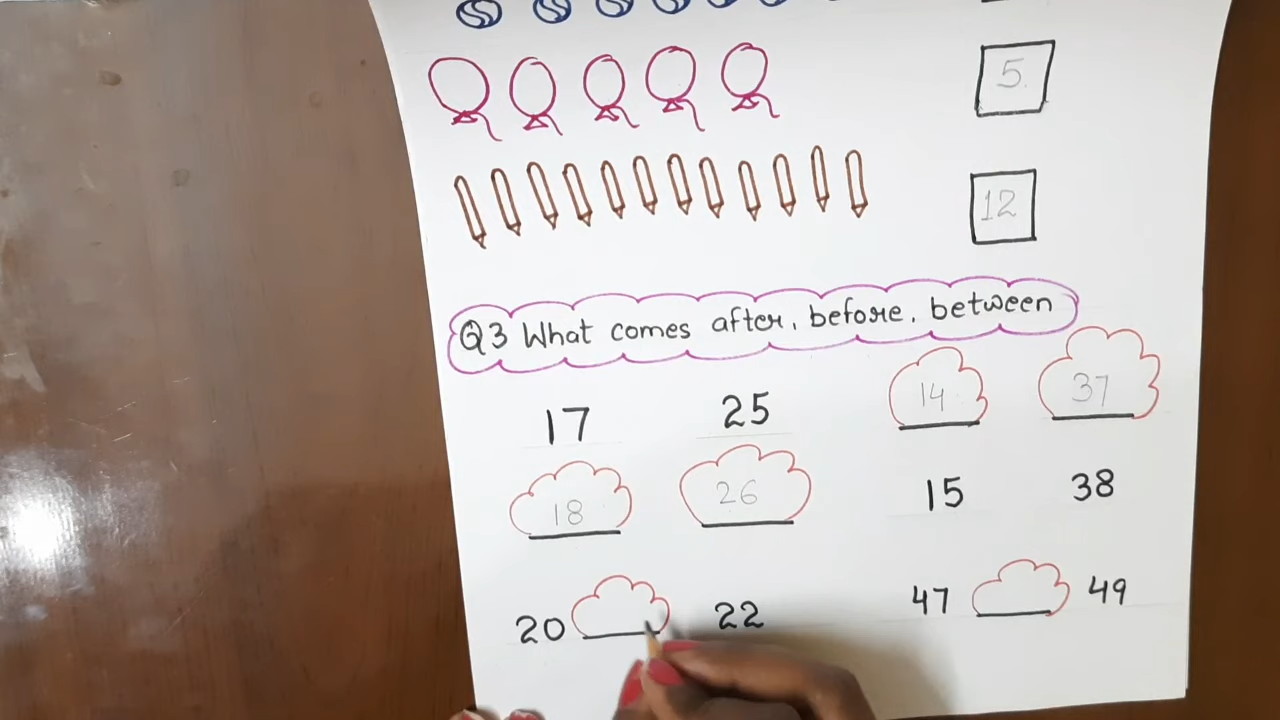 5
12
Q3 What comes after, before, between
17 25 14 37
18 26 15 38
20 22 47 49